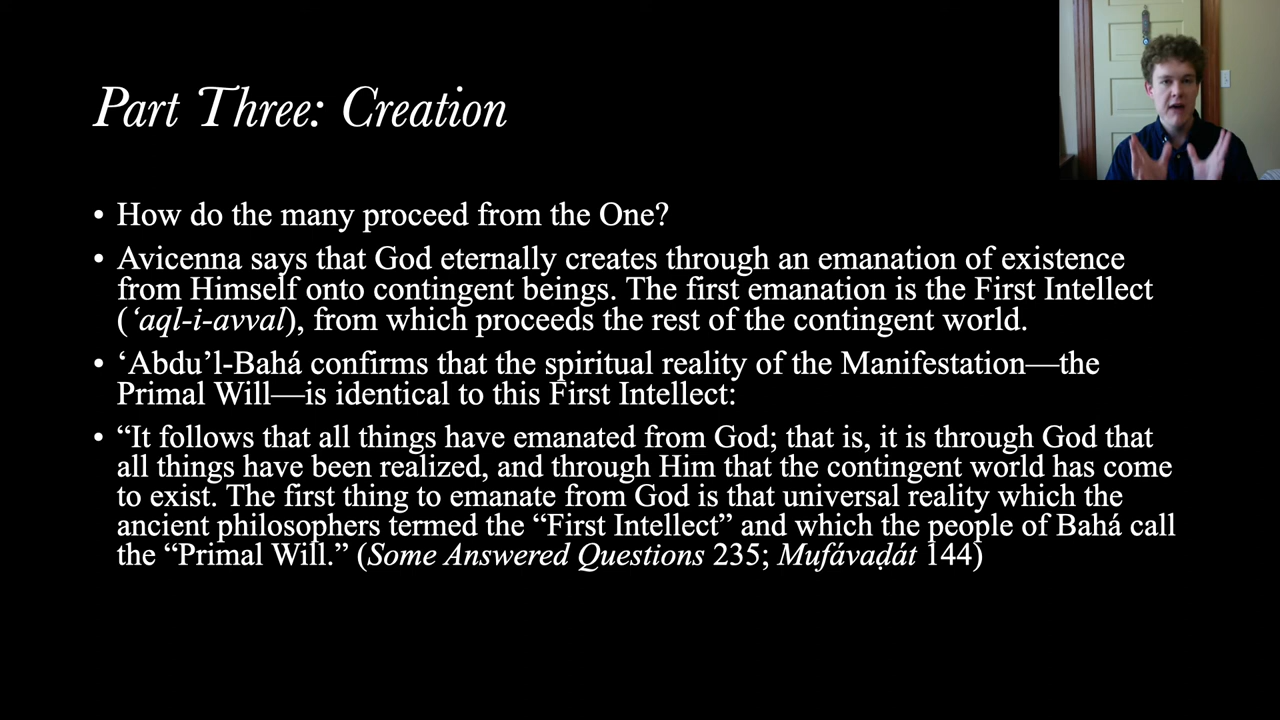 Part Three: Creation
• How do the many proceed from the One?
• Avicenna says that God eternally creates through an emanation of existence
from Himself onto contingent beings. The first emanation is the First Intellect
(‘aql-i-avval), from which proceeds the rest of the contingent world.
• ‘Abdu’l-Bahá confirms that the spiritual reality of the Manifestation—the
Primal Will—is identical to this First Intellect:
• “It follows that all things have emanated from God; that is, it is through God that
all things have been realized, and through Him that the contingent world has come
to exist. The first thing to emanate from God is that universal reality which the
ancient philosophers termed the “First Intellect” and which the people of Bahá call
the “Primal Will.” (Some Answered Questions 235; Mufávaḍát 144)